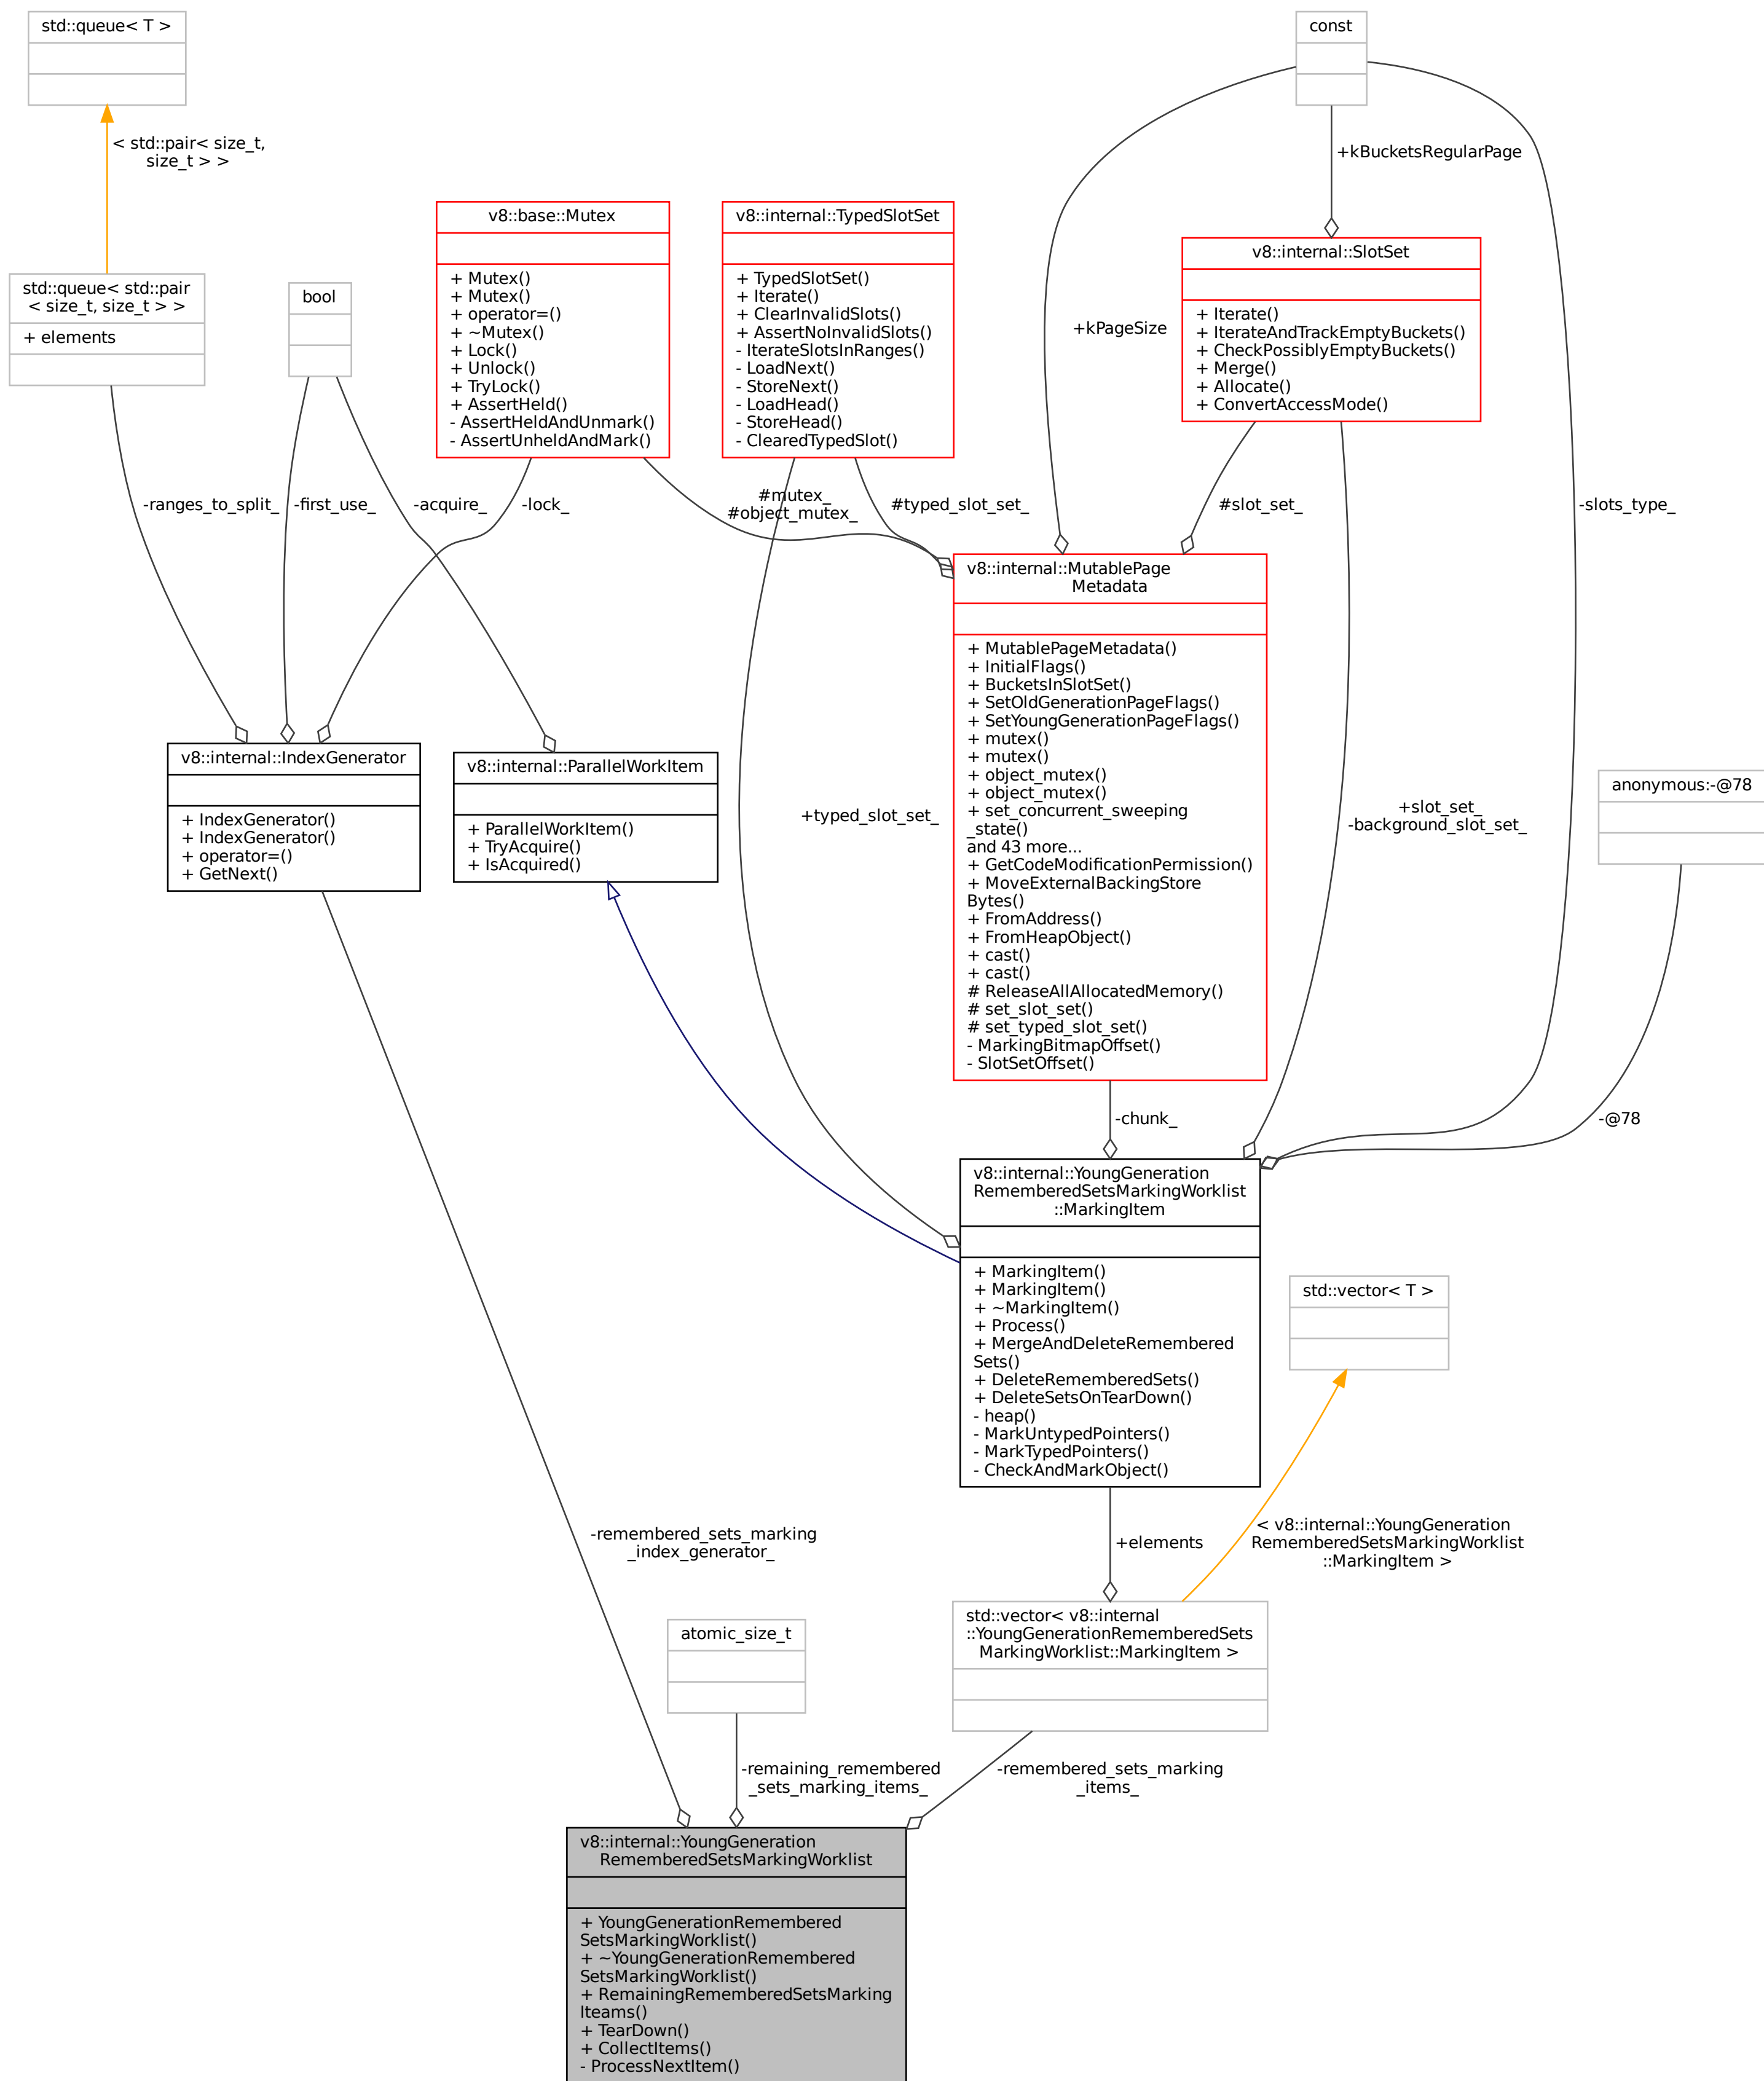 std::queue< T >
const
< std::pair< size_t,
size_t > >
+kBucketsRegularPage
v8::base::Mutex
+ Mutex()
+ Mutex()
+ operator=()
+ ~Mutex()
+ Lock()
+ Unlock()
+ TryLock()
+ AssertHeld()
- AssertHeldAndUnmark()
- AssertUnheldAndMark()
v8::internal::TypedSlotSet
+ TypedSlotSet()
+ Iterate()
+ ClearInvalidSlots()
+ AssertNoInvalidSlots()
- IterateSlotsInRanges()
- LoadNext()
- StoreNext()
- LoadHead()
- StoreHead()
- ClearedTypedSlot()
+kPageSize
v8::internal::SlotSet
+ Iterate()
+ IterateAndTrackEmptyBuckets()
+ CheckPossiblyEmptyBuckets()
+ Merge()
+ Allocate()
+ ConvertAccessMode()
std::queue< std::pair
< size_t, size_t > >
+ elements
bool
-ranges_to_split_
-first_use_
-acquire_
-lock_
#mutex_
#object_mutex_
#typed_slot_set_
#slot_set_
-slots_type_
v8::internal::MutablePage
Metadata
+ MutablePageMetadata()
+ InitialFlags()
+ BucketsInSlotSet()
+ SetOldGenerationPageFlags()
+ SetYoungGenerationPageFlags()
+ mutex()
+ mutex()
+ object_mutex()
+ object_mutex()
+ set_concurrent_sweeping
_state()
and 43 more...
+ GetCodeModificationPermission()
+ MoveExternalBackingStore
Bytes()
+ FromAddress()
+ FromHeapObject()
+ cast()
+ cast()
# ReleaseAllAllocatedMemory()
# set_slot_set()
# set_typed_slot_set()
- MarkingBitmapOffset()
- SlotSetOffset()
v8::internal::IndexGenerator
+ IndexGenerator()
+ IndexGenerator()
+ operator=()
+ GetNext()
v8::internal::ParallelWorkItem
+ ParallelWorkItem()
+ TryAcquire()
+ IsAcquired()
+typed_slot_set_
+slot_set_
-background_slot_set_
anonymous:-@78
-chunk_
-@78
v8::internal::YoungGeneration
RememberedSetsMarkingWorklist
::MarkingItem
+ MarkingItem()
+ MarkingItem()
+ ~MarkingItem()
+ Process()
+ MergeAndDeleteRemembered
Sets()
+ DeleteRememberedSets()
+ DeleteSetsOnTearDown()
- heap()
- MarkUntypedPointers()
- MarkTypedPointers()
- CheckAndMarkObject()
std::vector< T >
-remembered_sets_marking
_index_generator_
+elements
< v8::internal::YoungGeneration
RememberedSetsMarkingWorklist
::MarkingItem >
atomic_size_t
std::vector< v8::internal
::YoungGenerationRememberedSets
MarkingWorklist::MarkingItem >
-remaining_remembered
_sets_marking_items_
-remembered_sets_marking
_items_
v8::internal::YoungGeneration
RememberedSetsMarkingWorklist
+ YoungGenerationRemembered
SetsMarkingWorklist()
+ ~YoungGenerationRemembered
SetsMarkingWorklist()
+ RemainingRememberedSetsMarking
Iteams()
+ TearDown()
+ CollectItems()
- ProcessNextItem()